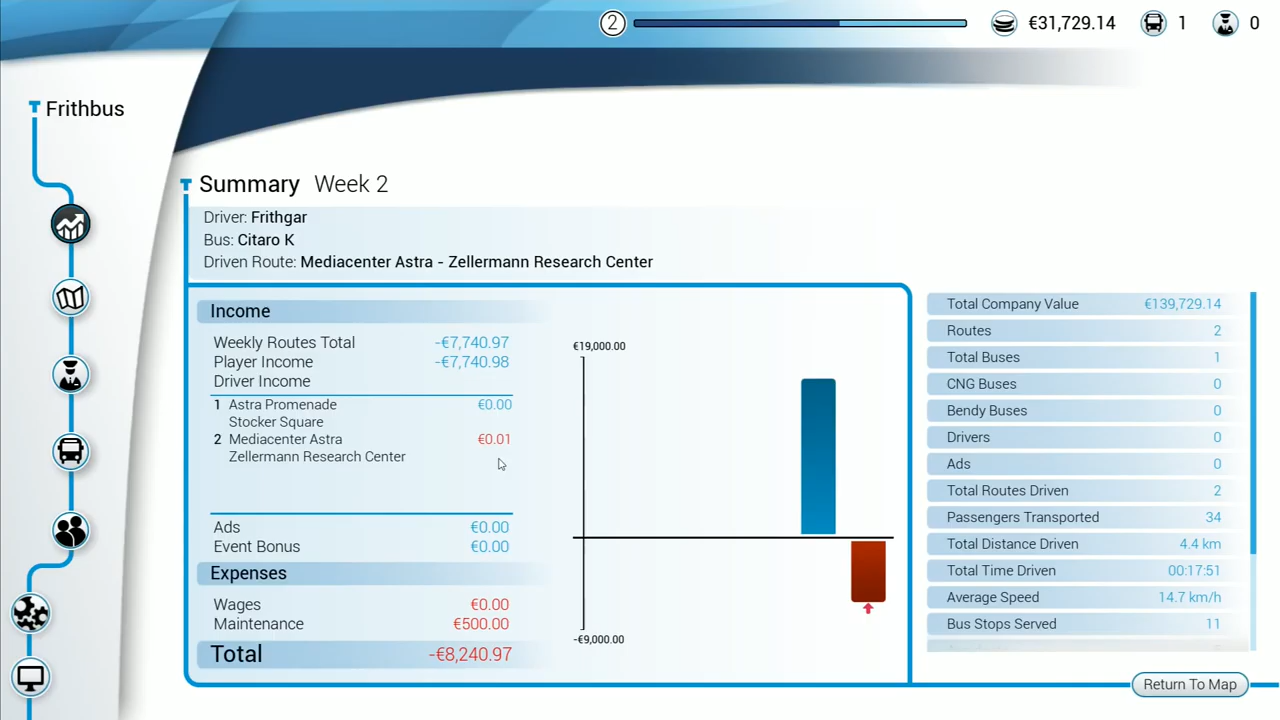 2 €31,729.14 1 0
Frithbus
Summary Week 2
Driver: Frithgar
Bus: Citaro K
Driven Route: Mediacenter Astra - Zellermann Research Center
Income
Weekly Routes Total -€7,740.97
Player Income -€7,740.98
Driver Income
1 Astra Promenade €0.00
Stocker Square
2 Mediacenter Astra €0.01
Zellermann Research Center
Ads €0.00
Event Bonus €0.00
Expenses
Wages €0.00
Maintenance €500.00
Total -€8,240.97
€19,000.00
-€9,000.00
Total Company Value €139,729.14
Routes 2
Total Buses 1
CNG Buses 0
Bendy Buses 0
Drivers 0
Ads 0
Total Routes Driven 2
Passengers Transported 34
Total Distance Driven 4.4 km
Total Time Driven 00:17:51
Average Speed 14.7 km/h
Bus Stops Served 11
Return To Map